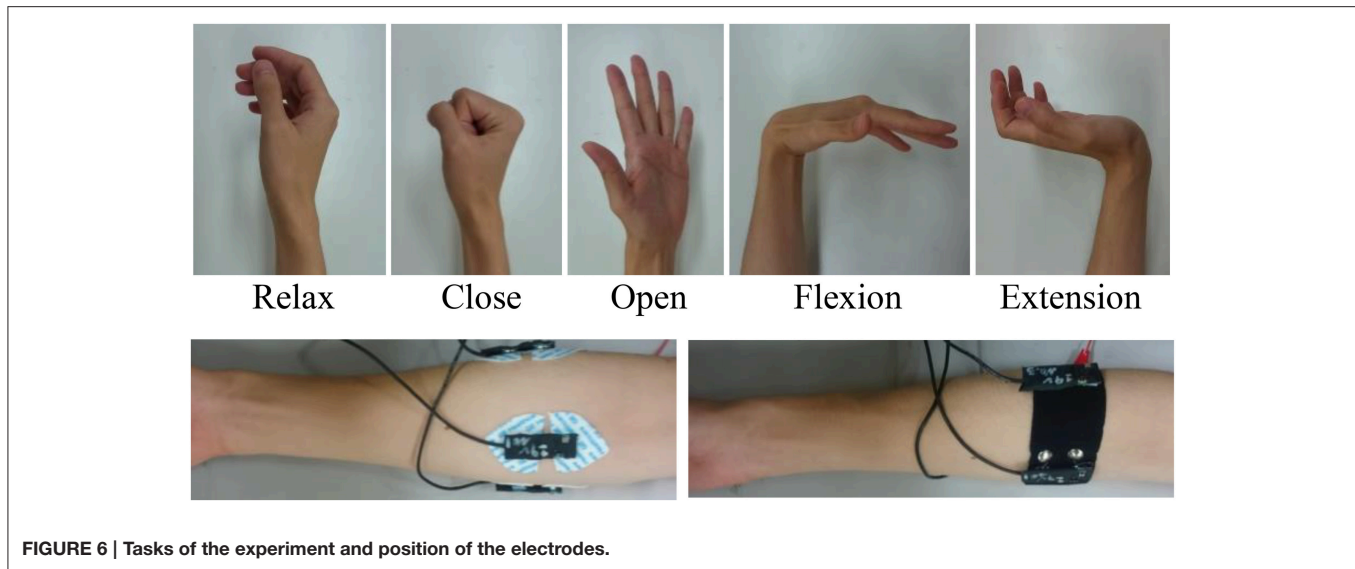 Relax
Close
Open
Flexion
Extension
FIGURE 6 | Tasks of the experiment and position of the electrodes.